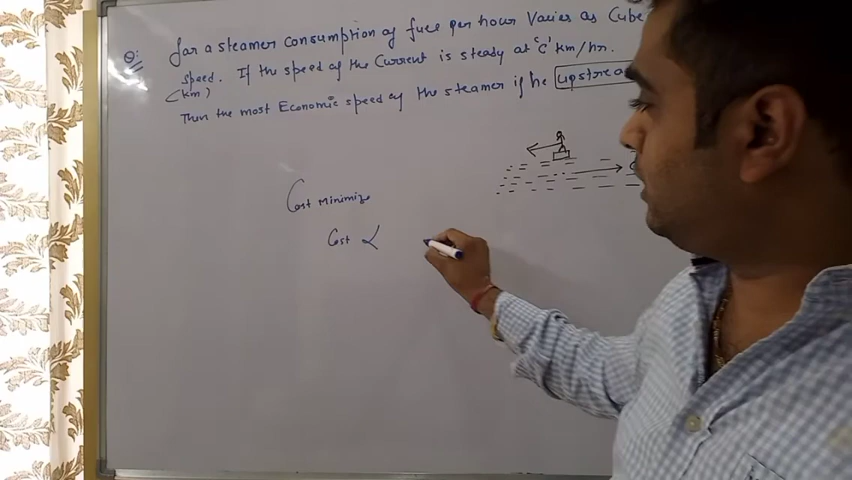 Q: for a steamer consumption of fuel per hour Varies as Cube
speed. If the speed of the Current is steady at 'C' km/hr.
(km)
Then the most Economic speed of the steamer if he upstrea
Cost minimize
Cost ∝